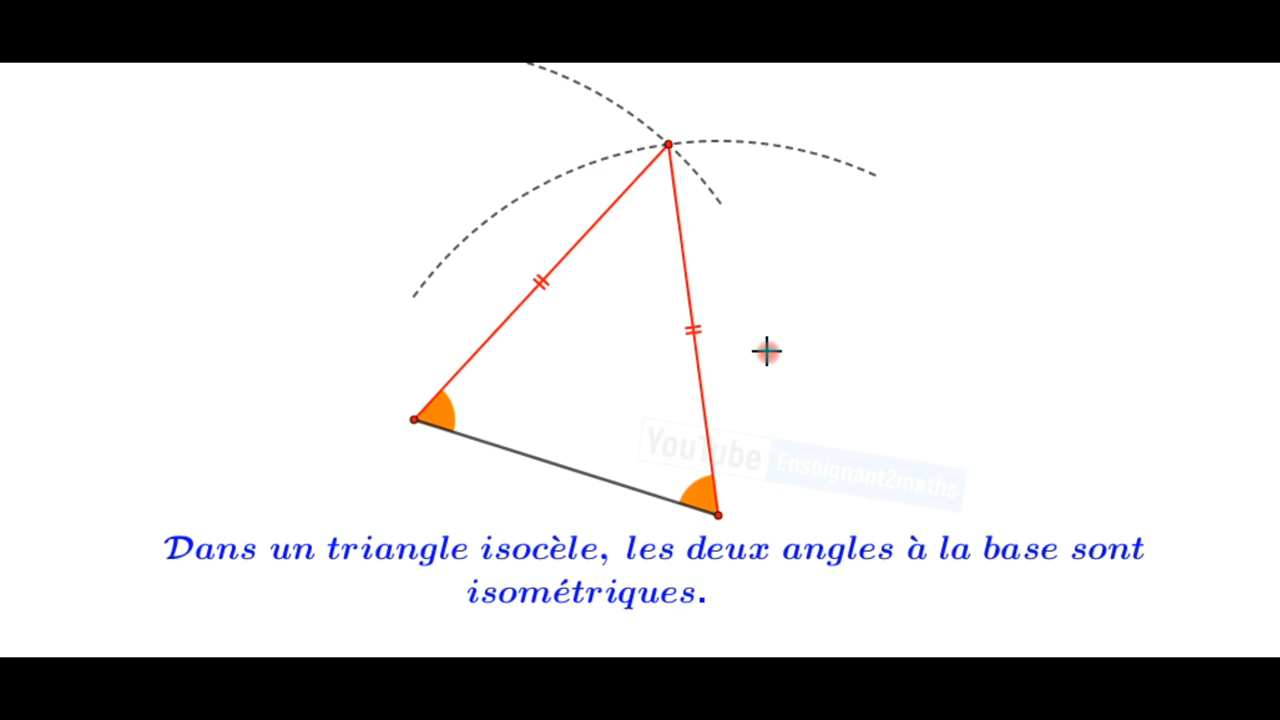 YouTube Enseignant2maths
Dans un triangle isocèle, les deux angles à la base sont
isométriques.